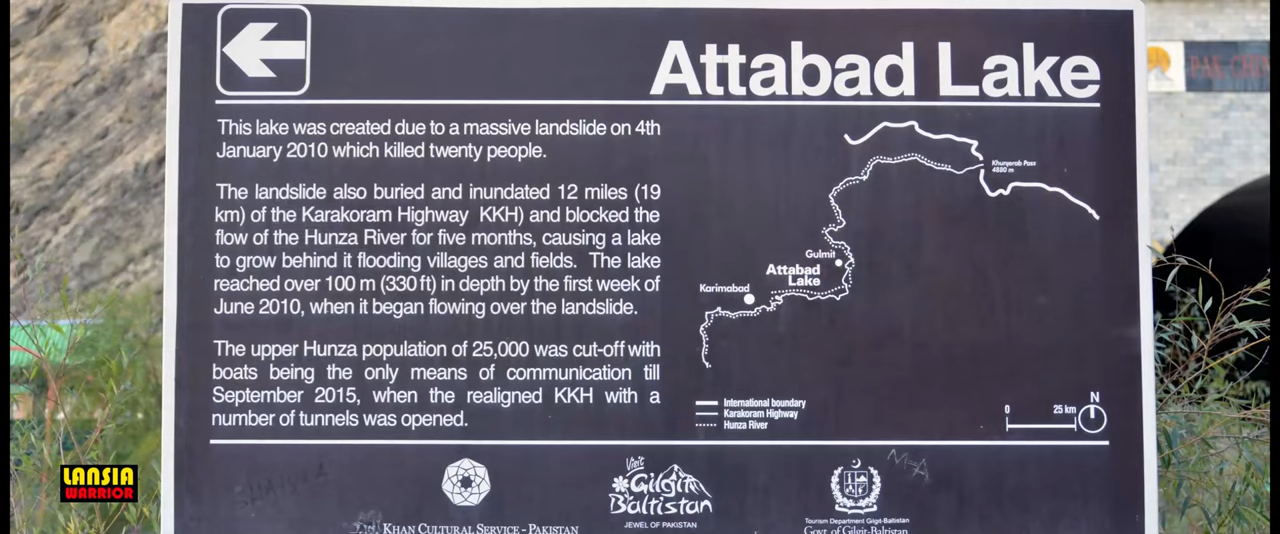 Attabad Lake
This lake was created due to a massive landslide on 4th
January 2010 which killed twenty people.
The landslide also buried and inundated 12 miles (19
km) of the Karakoram Highway KKH) and blocked the
flow of the Hunza River for five months, causing a lake
to grow behind it flooding villages and fields. The lake
reached over 100 m (330 ft) in depth by the first week of
June 2010, when it began flowing over the landslide.
The upper Hunza population of 25,000 was cut-off with
boats being the only means of communication till
September 2015, when the realigned KKH with a
number of tunnels was opened.
Khunjerab Pass
4880 m
Gulmit
Attabad
Lake
Karimabad
International boundary
Karakoram Highway
Hunza River
0 25 km
N
Visit
Gilgit
Baltistan
JEWEL OF PAKISTAN
KHAN CULTURAL SERVICE - PAKISTAN
Tourism Department Gilgit-Baltistan
Govt. of Gilgit-Baltistan
M=A
PAK
LANSIA
WARRIOR